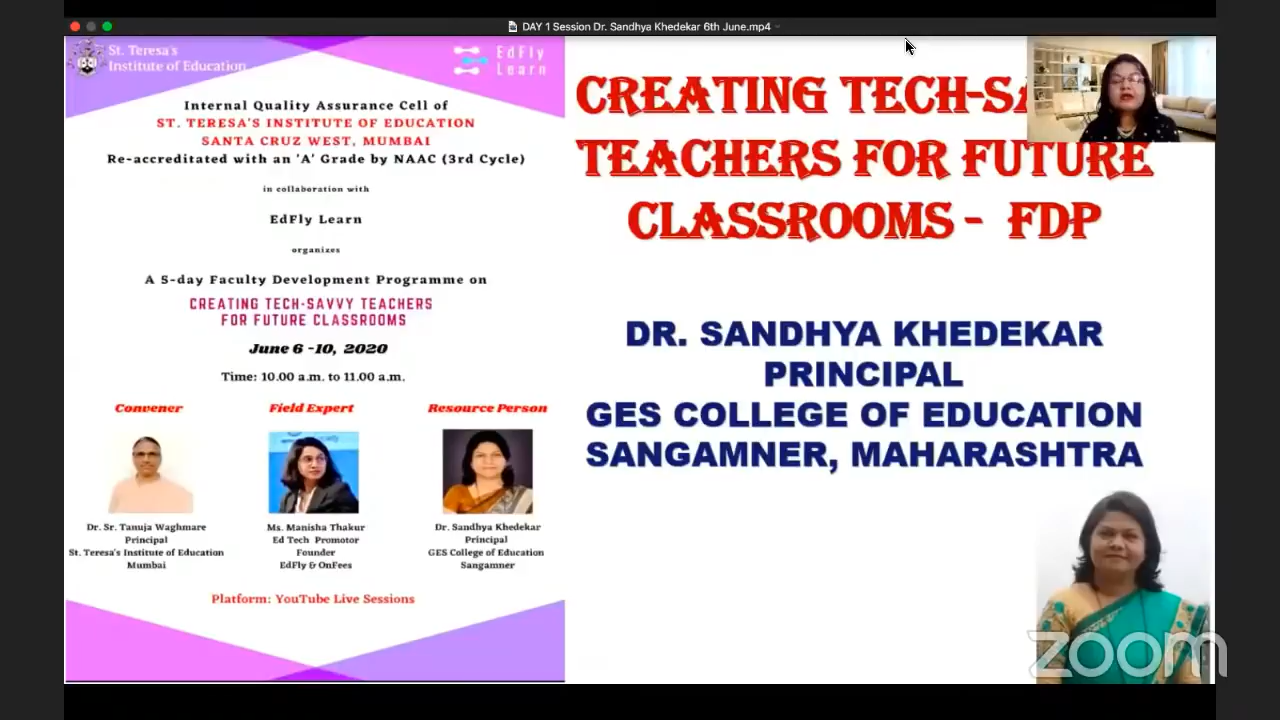 DAY 1 Session Dr. Sandhya Khedekar 6th June.mp4
St. Teresa's
Institute of Education
EdFly
Learn
Internal Quality Assurance Cell of
ST. TERESA'S INSTITUTE OF EDUCATION
SANTA CRUZ WEST, MUMBAI
Re-accredited with an 'A' Grade by NAAC (3rd Cycle)
in collaboration with
EdFly Learn
organizes
A 5-day Faculty Development Programme on
CREATING TECH-SAVVY TEACHERS
FOR FUTURE CLASSROOMS
June 6 -10, 2020
Time: 10.00 a.m. to 11.00 a.m.
Convener
Field Expert
Resource Person
Dr. Sr. Tanuja Waghmare
Principal
St. Teresa's Institute of Education
Mumbai
Ms. Manisha Thakur
Ed Tech Promotor
Founder
EdFly & OnFees
Dr. Sandhya Khedekar
Principal
GES College of Education
Sangamner
Platform: YouTube Live Sessions
CREATING TECH-SA
TEACHERS FOR FUTURE
CLASSROOMS - FDP
DR. SANDHYA KHEDEKAR
PRINCIPAL
GES COLLEGE OF EDUCATION
SANGAMNER, MAHARASHTRA
zoom